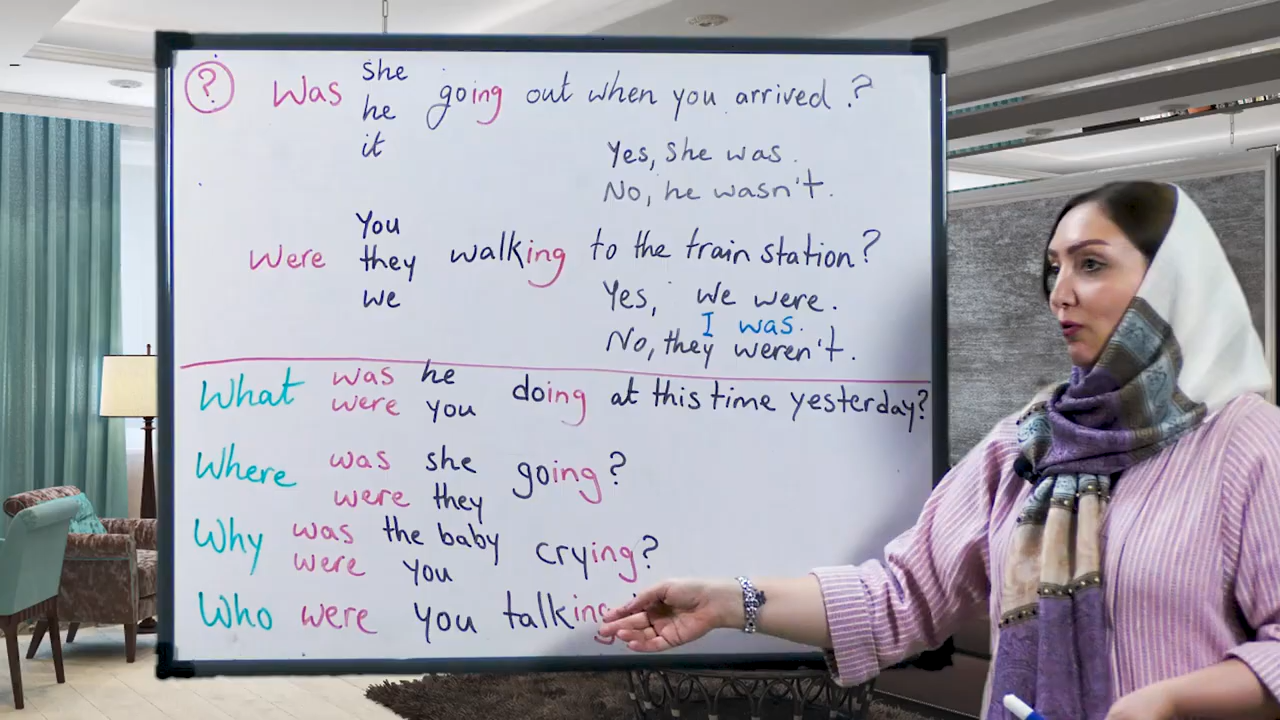 ? Was she going out when you arrived ?
he
it
Yes, she was.
No, he wasn't.
You
Were they walking to the train station?
we
Yes, we were.
I was.
No, they weren't.
What was he doing at this time yesterday?
were you
Where was she going?
were they
Why was the baby crying?
were you
Who were you talking